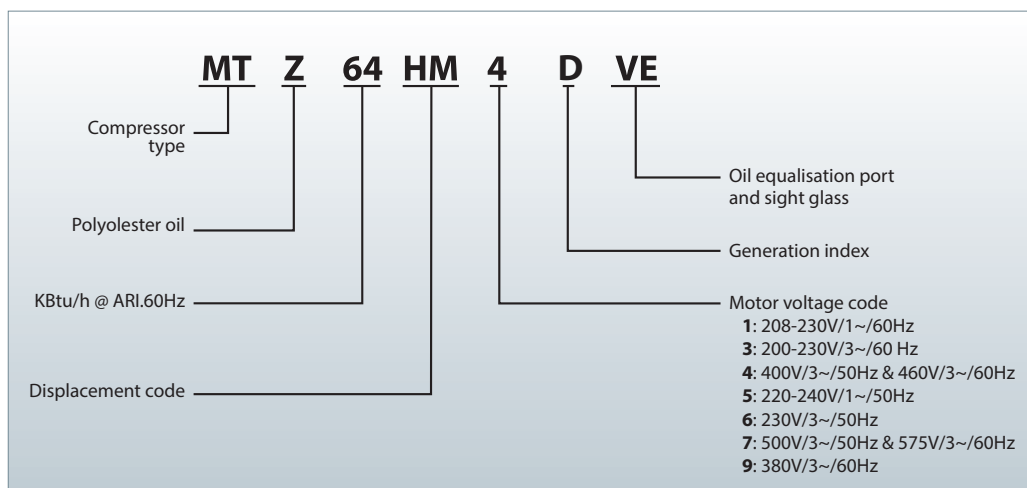 MT Z 64 HM 4 D VE
Compressor
type
Polyolester oil
KBtu/h @ ARI.60Hz
Displacement code
Oil equalisation port
and sight glass
Generation index
Motor voltage code
1: 208-230V/1~/60Hz
3: 200-230V/3~/60 Hz
4: 400V/3~/50Hz & 460V/3~/60Hz
5: 220-240V/1~/50Hz
6: 230V/3~/50Hz
7: 500V/3~/50Hz & 575V/3~/60Hz
9: 380V/3~/60Hz